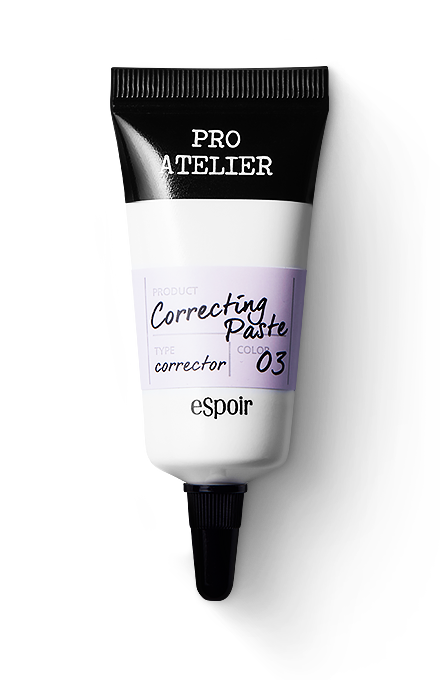 PRO
ATELIER
PRODUCT
Correcting
Paste
TYPE
corrector
COLOR
03
eSpoir